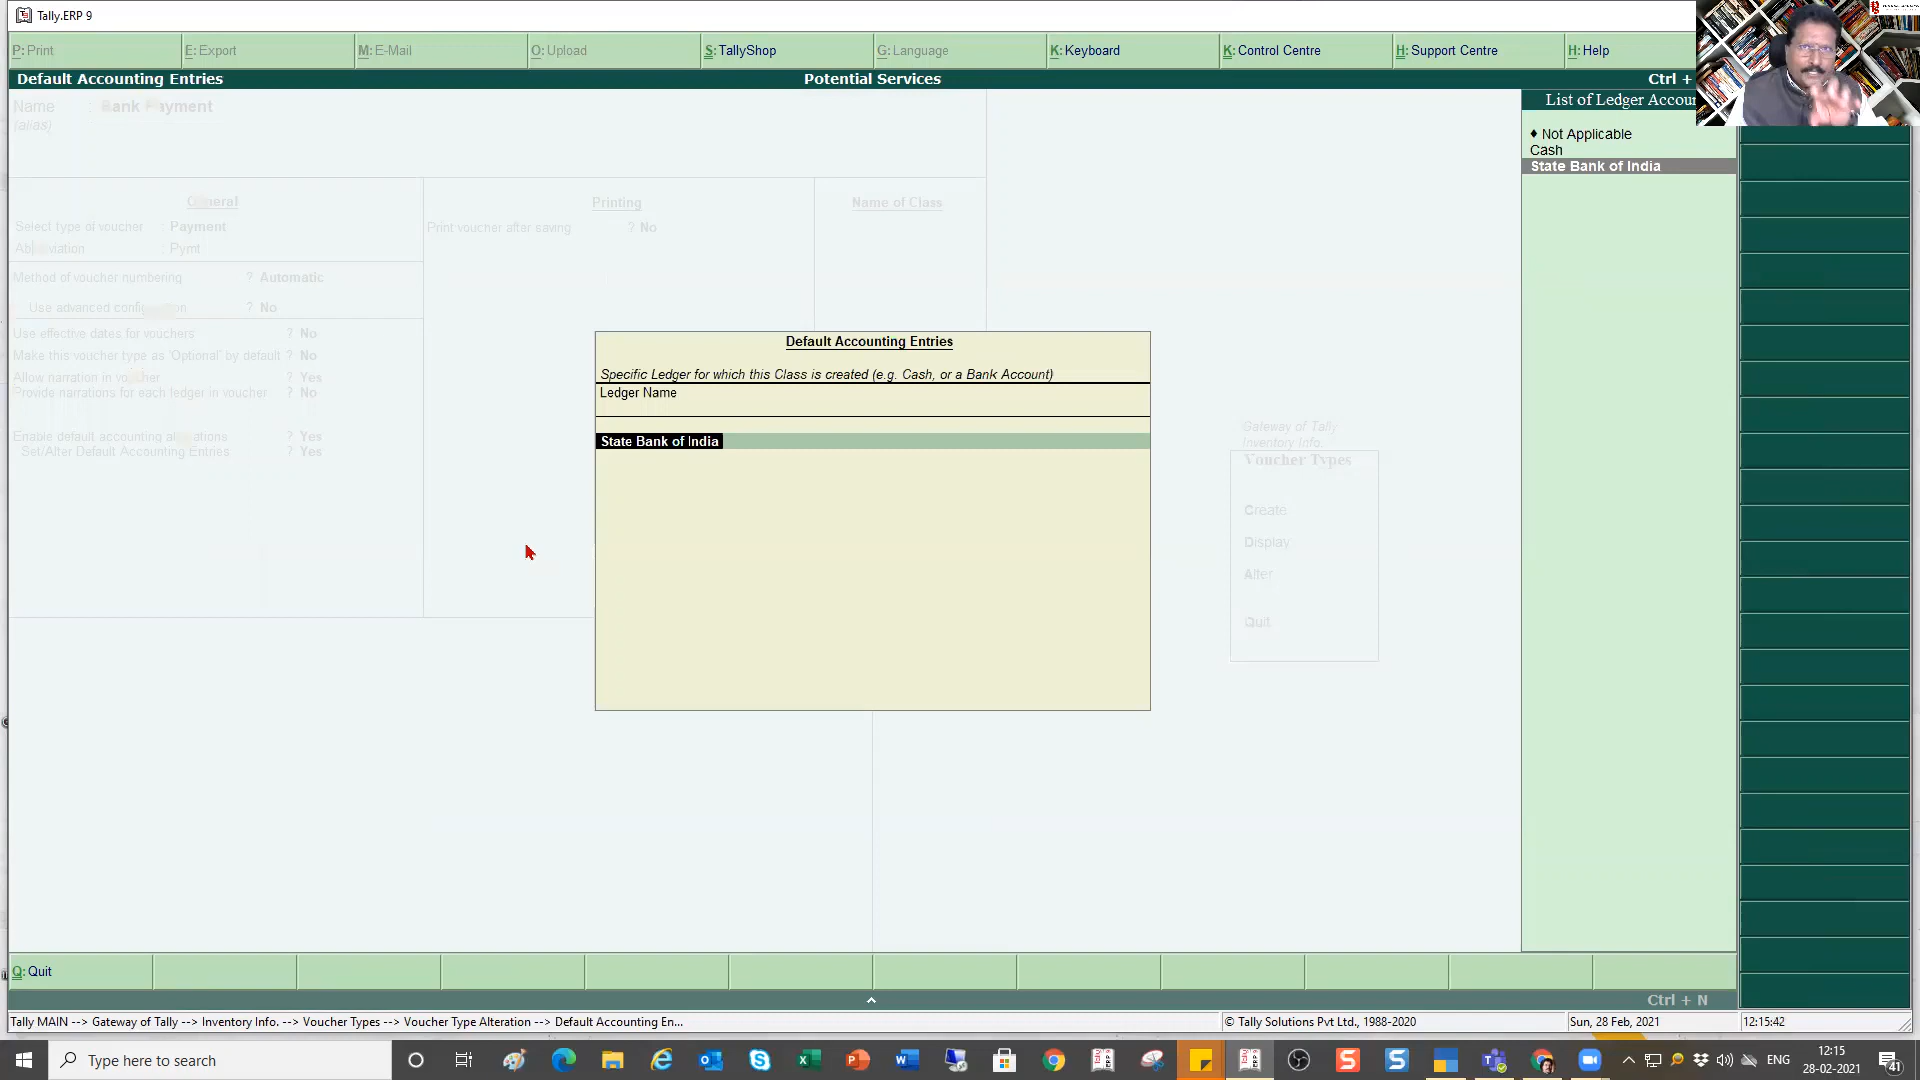 Tally.ERP 9
P: Print
E: Export
M: E-Mail
O: Upload
S: TallyShop
G: Language
K: Keyboard
K: Control Centre
H: Support Centre
H: Help
Default Accounting Entries
Potential Services
Ctrl +
Name : Bank Payment
(alias)
List of Ledger Accou
♦ Not Applicable
Cash
State Bank of India
General
Printing
Name of Class
Select type of voucher : Payment
Print voucher after saving ? No
Abbreviation : Pymt
Method of voucher numbering ? Automatic
Use advanced configuration ? No
Use effective dates for vouchers ? No
Make this voucher type as 'Optional' by default ? No
Allow narration in voucher ? Yes
Provide narrations for each ledger in voucher ? No
Enable default accounting allocations ? Yes
Set/Alter Default Accounting Entries ? Yes
Default Accounting Entries
Specific Ledger for which this Class is created (e.g. Cash, or a Bank Account)
Ledger Name
State Bank of India
Gateway of Tally
Inventory Info.
Voucher Types
Create
Display
Alter
Quit
Q: Quit
Ctrl + N
Tally MAIN --> Gateway of Tally --> Inventory Info. --> Voucher Types --> Voucher Type Alteration --> Default Accounting En...
© Tally Solutions Pvt Ltd., 1988-2020
Sun, 28 Feb, 2021
12:15:42
Type here to search
ENG
12:15
28-02-2021
41